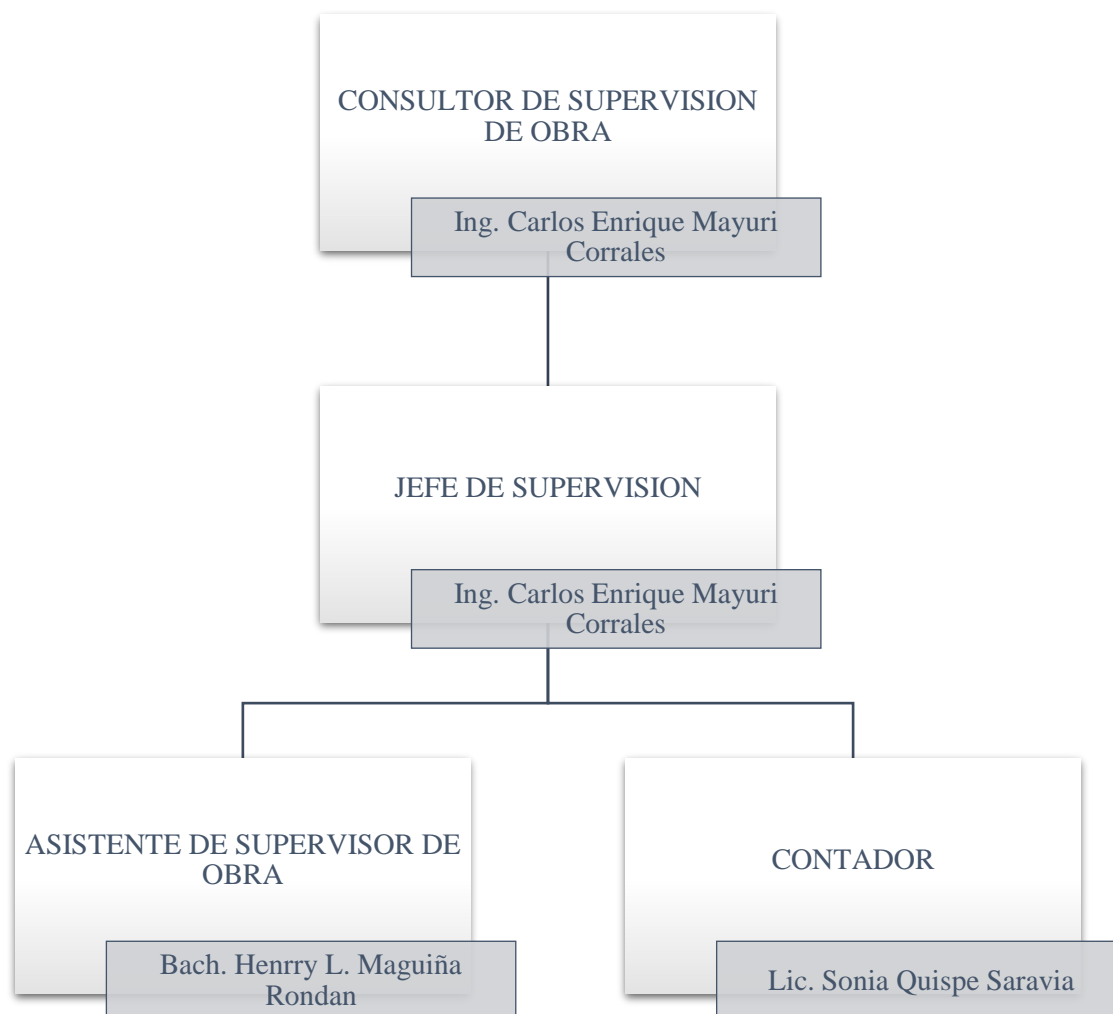 CONSULTOR DE SUPERVISION
DE OBRA
Ing. Carlos Enrique Mayuri
Corrales
JEFE DE SUPERVISION
Ing. Carlos Enrique Mayuri
Corrales
ASISTENTE DE SUPERVISOR DE
OBRA
Bach. Henrry L. Maguiña
Rondan
CONTADOR
Lic. Sonia Quispe Saravia